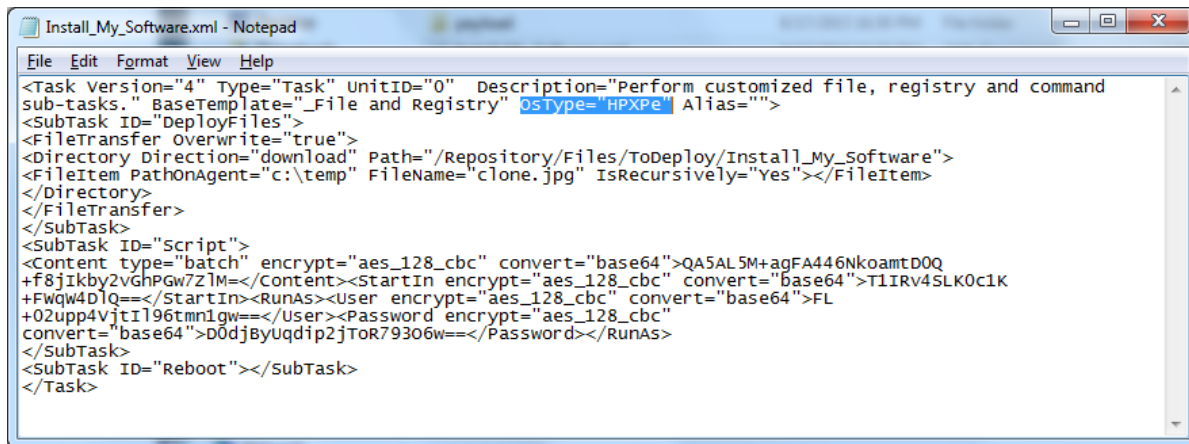 Install_My_Software.xml - Notepad
File Edit Format View Help
<Task Version="4" Type="Task" UnitID="0"  Description="Perform customized file, registry and command
sub-tasks." BaseTemplate="_File and Registry" OsType="HPXPe" Alias="">
<SubTask ID="DeployFiles">
<FileTransfer Overwrite="true">
<Directory Direction="download" Path="/Repository/Files/ToDeploy/Install_My_Software">
<FileItem PathOnAgent="c:\temp" FileName="clone.jpg" IsRecursively="Yes"></FileItem>
</Directory>
</FileTransfer>
</SubTask>
<SubTask ID="Script">
<Content type="batch" encrypt="aes_128_cbc" convert="base64">QA5AL5M+agFA446NkoamtDOQ
+f8jIkby2vGhPGw7ZlM=</Content><StartIn encrypt="aes_128_cbc" convert="base64">T1IRv4SLK0c1K
+FWqW4DlQ==</StartIn><RunAs><User encrypt="aes_128_cbc" convert="base64">FL
+02upp4VjtIl96tmn1gw==</User><Password encrypt="aes_128_cbc"
convert="base64">DOdjByUqdip2jToR793O6w==</Password></RunAs>
</SubTask>
<SubTask ID="Reboot"></SubTask>
</Task>